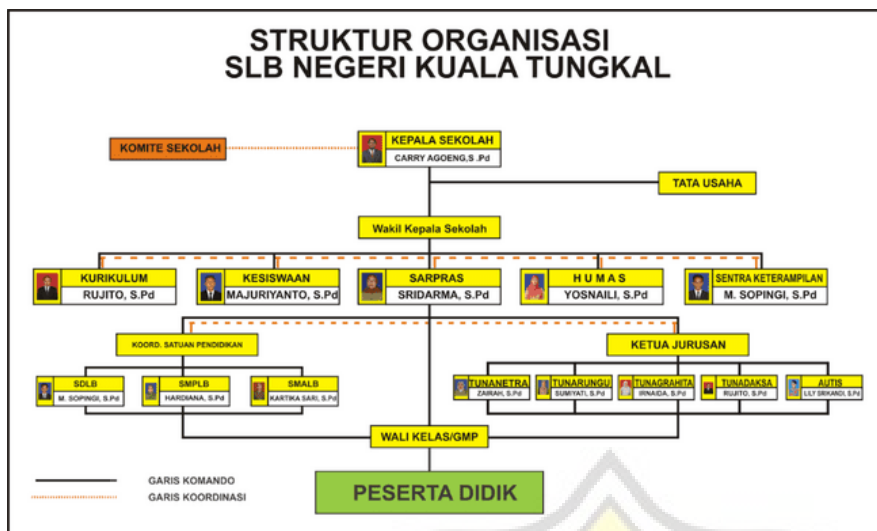 STRUKTUR ORGANISASI
SLB NEGERI KUALA TUNGKAL
KOMITE SEKOLAH
KEPALA SEKOLAH
CARRY AGOENG,S .Pd
TATA USAHA
Wakil Kepala Sekolah
KURIKULUM
RUJITO, S.Pd
KESISWAAN
MAJURIYANTO, S.Pd
SARPRAS
SRIDARMA, S.Pd
H U M A S
YOSNAILI, S.Pd
SENTRA KETERAMPILAN
M. SOPINGI, S.Pd
KOORD. SATUAN PENDIDIKAN
KETUA JURUSAN
SDLB
M. SOPINGI, S.Pd
SMPLB
HARDIANA, S.Pd
SMALB
KARTIKA SARI, S.Pd
TUNANETRA
ZAIRAH, S.Pd
TUNARUNGU
SUMIYATI, S.Pd
TUNAGRAHITA
IRNAIDA, S.Pd
TUNADAKSA
RUJITO, S.Pd
AUTIS
LILY SRIKANDI, S.Pd
WALI KELAS/GMP
GARIS KOMANDO
GARIS KOORDINASI
PESERTA DIDIK